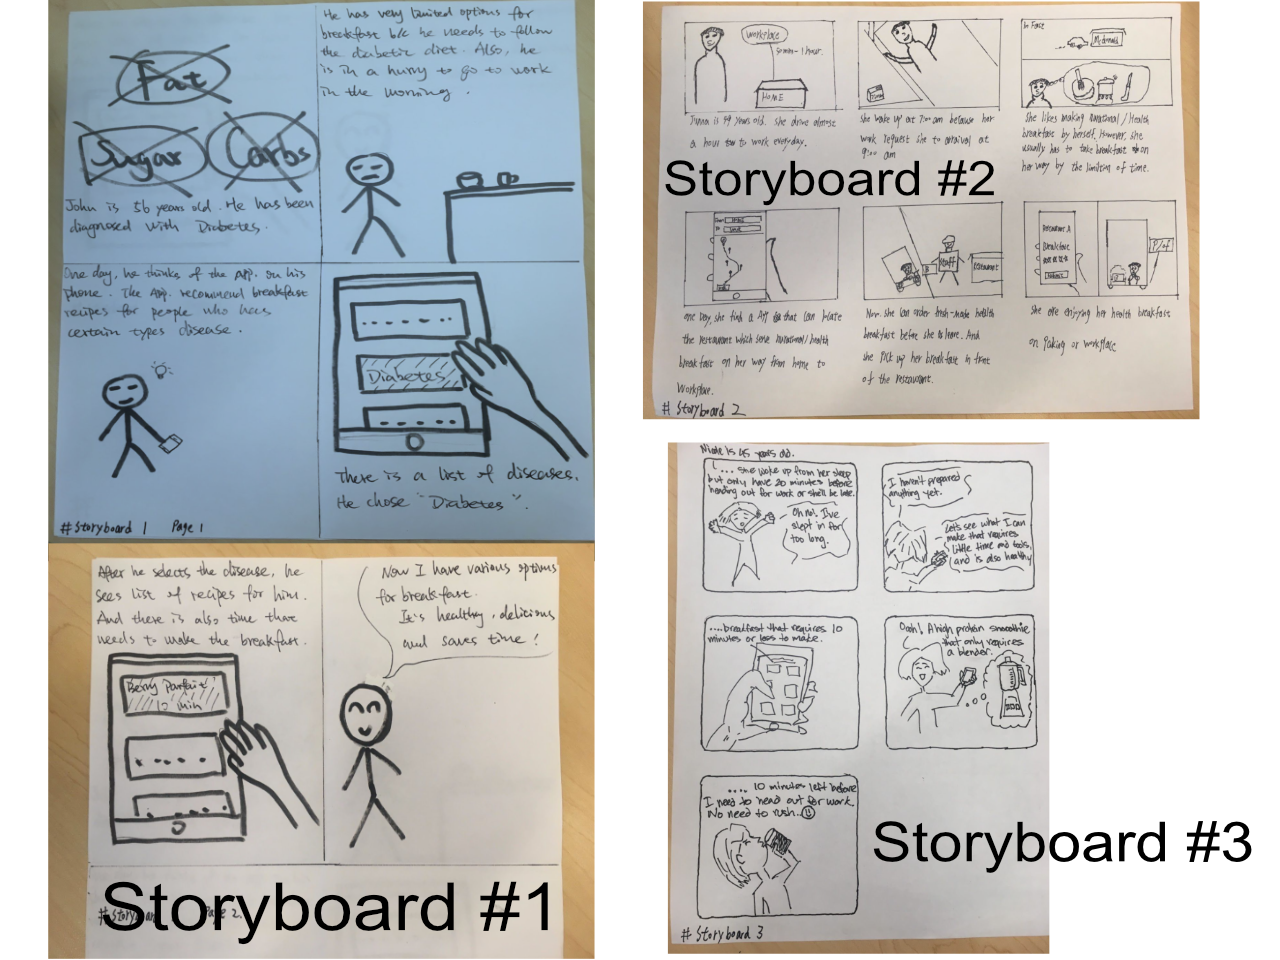 Fat
Sugar
Carbs
John is 56 years old. He has been
diagnosed with Diabetes.
He has very limited options for
breakfast b/c he needs to follow
the diabetic diet. Also, he
is in a hurry to go to work
in the morning.
One day, he thinks of the App. on his
phone. The App. recommend breakfast
recipes for people who has
certain types disease.
Diabetes
There is a list of diseases.
He chose "Diabetes".
# Storyboard 1 Page 1
After he selects the disease, he
sees list of recipes for him.
And there is also time that
needs to make the breakfast.
Berry Parfait
10 min
Now I have various options
for breakfast.
It's healthy, delicious
and saves time!
Storyboard #1
Workplace
50min - 1 hour.
HOME
is 49 years old. She drive almost
a hour to work everyday.
She wake up at 7:00 am because her
work request she to arrival at
9:00 am
In Face
Mcdonald
She likes making nutritional/Health
breakfast by herself. However, she
usually has to take breakfast on
her way by the limiting of time.
Storyboard #2
one Day, she find a App that can locate
the restaurant which serve nutritional/health
breakfast on her way from home to
Workplace.
Staff
restaurant
Now. she can order fresh-made health
breakfast before she leave. And
she pick up her breakfast in front
of the restaurant.
Restaurant A
breakfast
She are enjoying her health breakfast
on Paking or workplace
# Storyboard 2
Nicole is 45 years old.
she woke up from her sleep
but only have 20 minutes before
heading out for work or she'll be late.
Oh no! I've
slept in for
too long.
I haven't prepared
anything yet.
Let's see what I can
make that requires
little time and tools,
and is also healthy
....breakfast that requires 10
minutes or less to make.
Oooh! A high protein smoothie
that only requires
a blender.
.... 10 minutes left before
I need to head out for work.
No need to rush..
Storyboard #3
# Storyboard 3